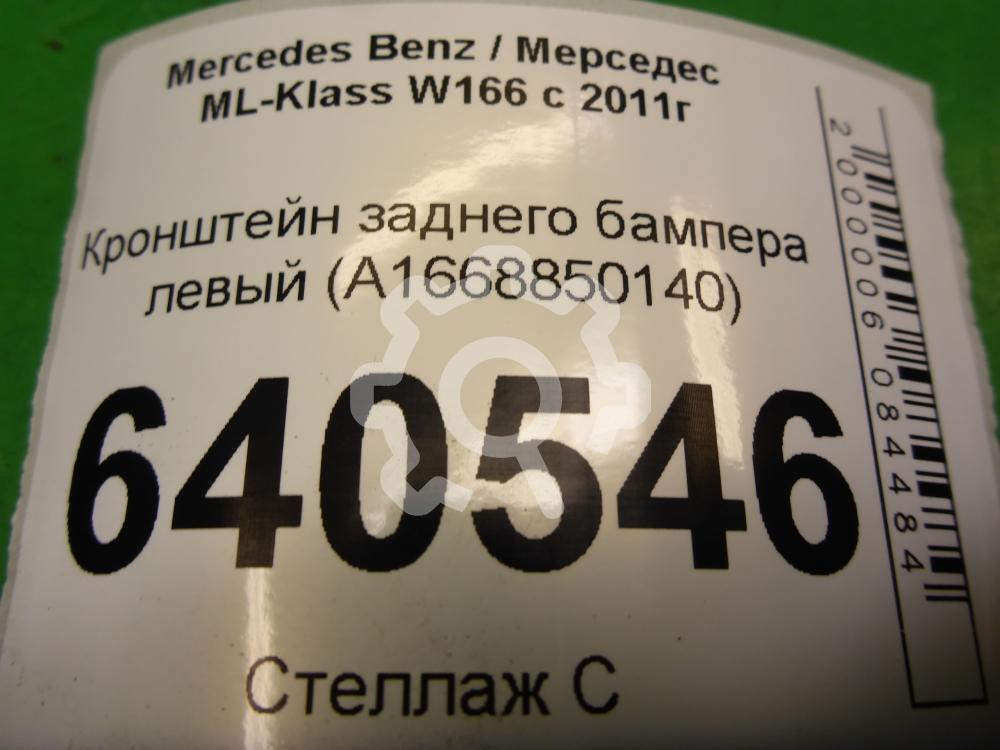 Mercedes Benz / Мерседес
ML-Klass W166 с 2011г
Кронштейн заднего бампера
левый (A1668850140)
640546
Стеллаж С
2000006084484